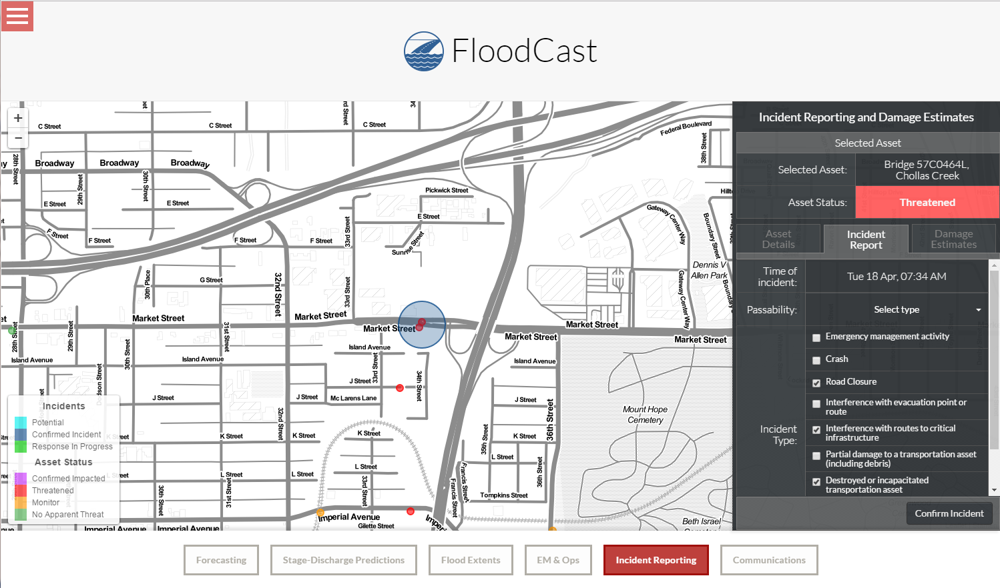 FloodCast
+
−
C Street
C Street
C Street
33rd Street
34
Federal Boulevard
38th Street
28th Street
Broadway
Broadway
Broadway
29th Street
30th Street
E Street
E Street
Pickwick Street
E Street
F Street
F Street
F Street
F Street
33rd Street
Sunrise Street
Gateway Center Way
Boundary Street
Dennis V
Allen Park
30th Place
G Street
32nd Street
33rd Street
Gateway Center Way
Market Street
Market Street
Market Street
Market Street
Market Street
Market Street
28th Street
29th Street
30th Street
31st Street
Island Avenue
Island Avenue
Island Avenue
Island Avenue
33rd Street
34th Street
J Street
J Street
J Street
J Street
Mc Larens Lane
32nd Street
36th Street
Mount Hope
Cemetery
K Street
K Street
K Street
K Street
35th Street
L Street
L Street
L Street
L Street
33rd Street
36th Street
Francis Street
Francis Street
30th Street
31st Street
Tompkins Street
Imperial Avenue
Imperial Avenue
Imperial Avenue
Gilette Street
Beth Israel
Incidents
Potential
Confirmed Incident
Response In Progress
Asset Status
Confirmed Impacted
Threatened
Monitor
No Apparent Threat
Incident Reporting and Damage Estimates
Selected Asset
Selected Asset:
Bridge 57C0464L,
Chollas Creek
Asset Status:
Threatened
Asset
Details
Incident
Report
Damage
Estimates
Time of
incident:
Tue 18 Apr, 07:34 AM
Passability:
Select type
Incident
Type:
Emergency management activity
Crash
Road Closure
Interference with evacuation point or
route
Interference with routes to critical
infrastructure
Partial damage to a transportation asset
(including debris)
Destroyed or incapacitated
transportation asset
Confirm Incident
Forecasting
Stage-Discharge Predictions
Flood Extents
EM & Ops
Incident Reporting
Communications